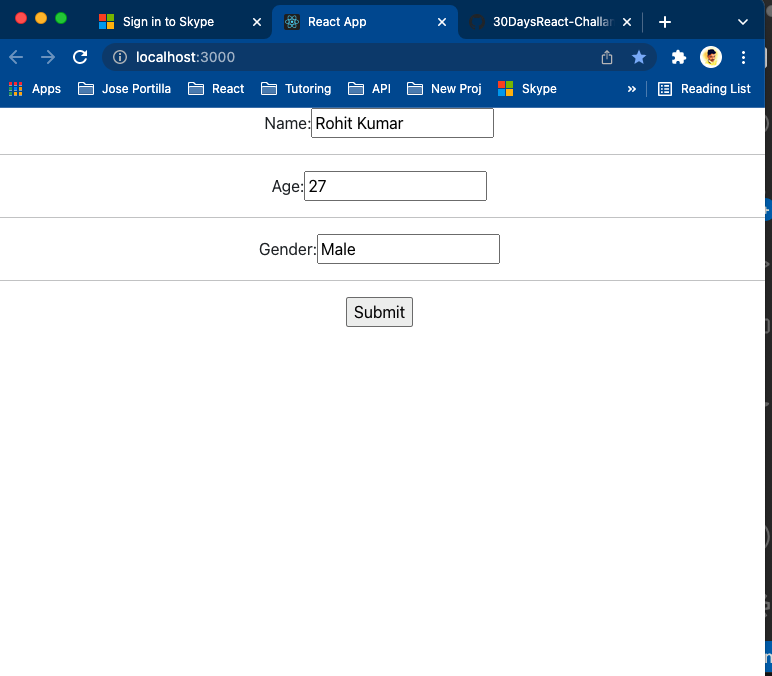 Sign in to Skype
React App
30DaysReact-Challa
localhost:3000
Apps
Jose Portilla
React
Tutoring
API
New Proj
Skype
»
Reading List
Name: Rohit Kumar
Age: 27
Gender: Male
Submit